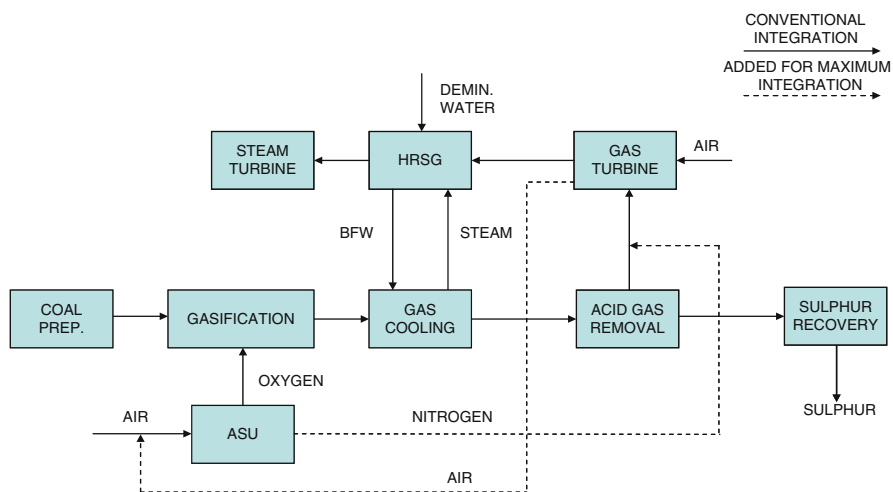 CONVENTIONAL
INTEGRATION
ADDED FOR MAXIMUM
INTEGRATION
DEMIN.
WATER
STEAM
TURBINE
HRSG
GAS
TURBINE
AIR
BFW
STEAM
COAL
PREP.
GASIFICATION
GAS
COOLING
ACID GAS
REMOVAL
SULPHUR
RECOVERY
OXYGEN
AIR
ASU
NITROGEN
SULPHUR
AIR